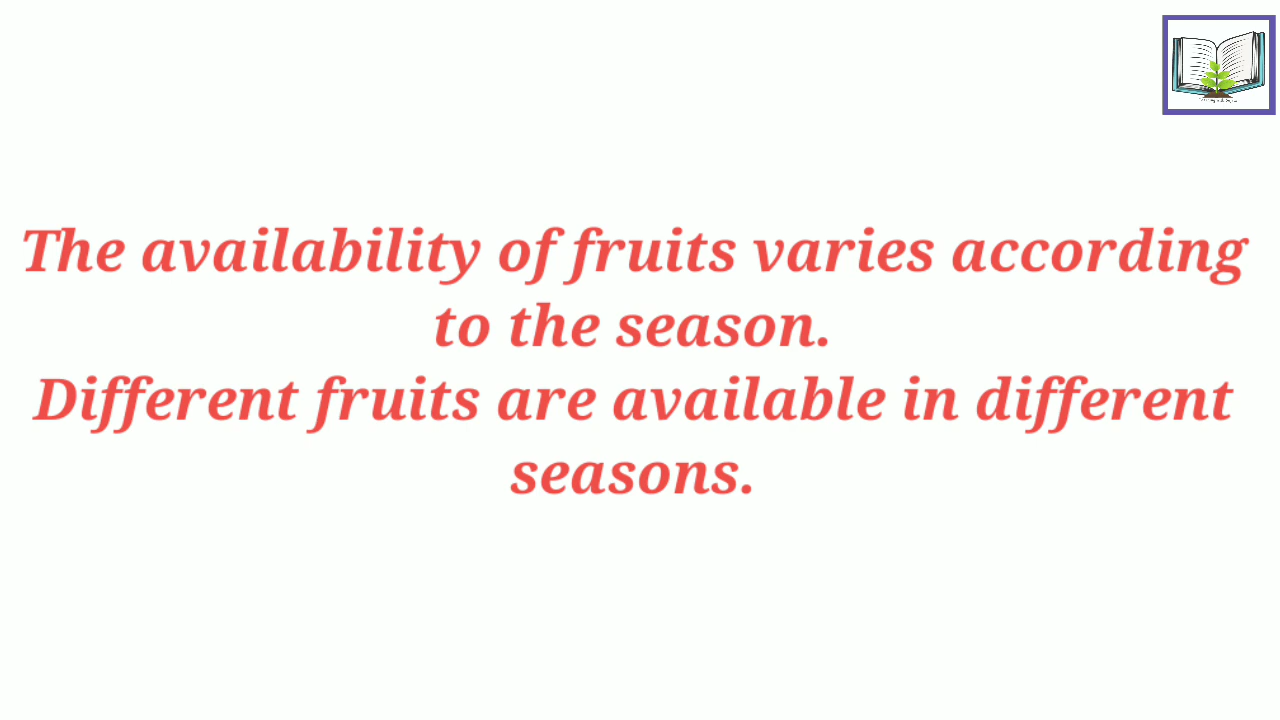 The availability of fruits varies according
to the season.
Different fruits are available in different
seasons.